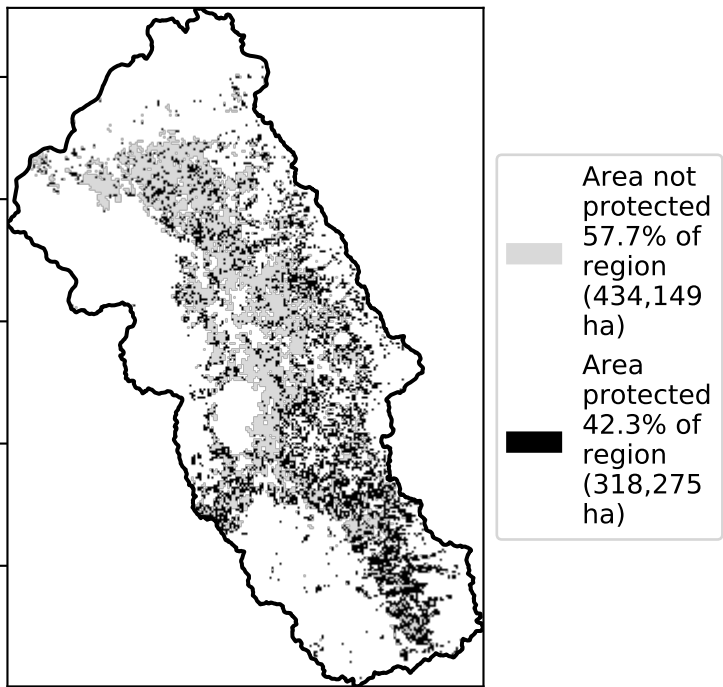 Area not
protected
57.7% of
region
(434,149
ha)
Area
protected
42.3% of
region
(318,275
ha)